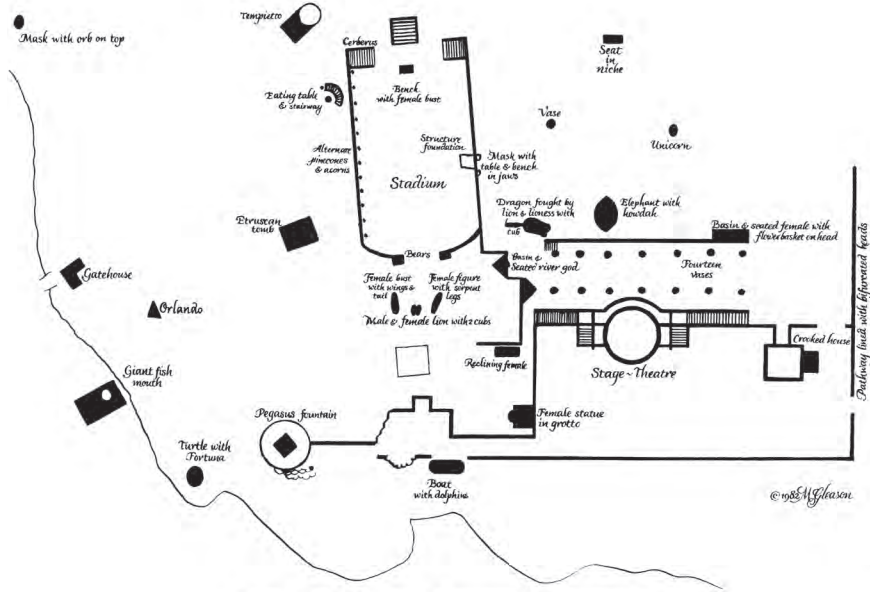 Tempietto
Mask with orb on top
Cerberus
Seat
in
niche
Bench
with female bust
Eating table
& stairway
Vase
Unicorn
Alternate
pinecones
& acorns
Structure
foundation
Mask with
table & bench
in jaws
Stadium
Dragon fought by
lion & lioness with
cub
Elephant with
howdah
Basin & seated female with
flower basket on head
Etruscan
tomb
Bears
Basin &
Seated river god
Fourteen
vases
Pathway lined with bifurcated heads
Gatehouse
Female bust
with wings &
tail
Female figure
with serpent
legs
Orlando
Male & female lion with 2 cubs
Crooked house
Reclining female
Stage-Theatre
Giant fish
mouth
Pegasus fountain
Female statue
in grotto
Turtle with
Fortuna
Boat
with dolphins
© 1982 MJGleason